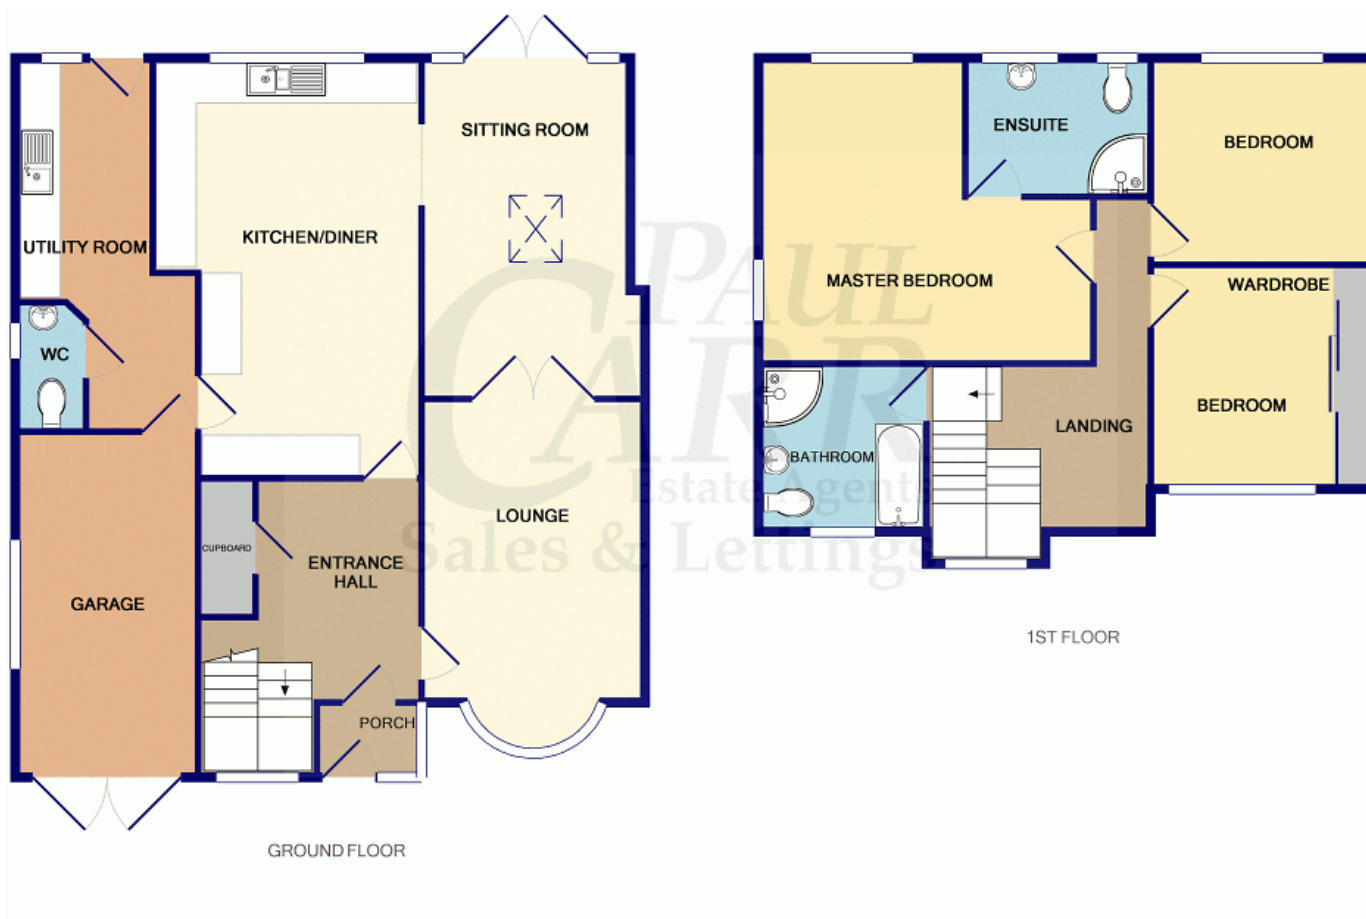 SITTING ROOM
KITCHEN/DINER
UTILITY ROOM
WC
LOUNGE
CUPBOARD
ENTRANCE
HALL
GARAGE
PORCH
GROUND FLOOR
ENSUITE
BEDROOM
MASTER BEDROOM
WARDROBE
BEDROOM
LANDING
BATHROOM
1ST FLOOR
PAUL
CARR
Estate Agents
Sales & Lettings